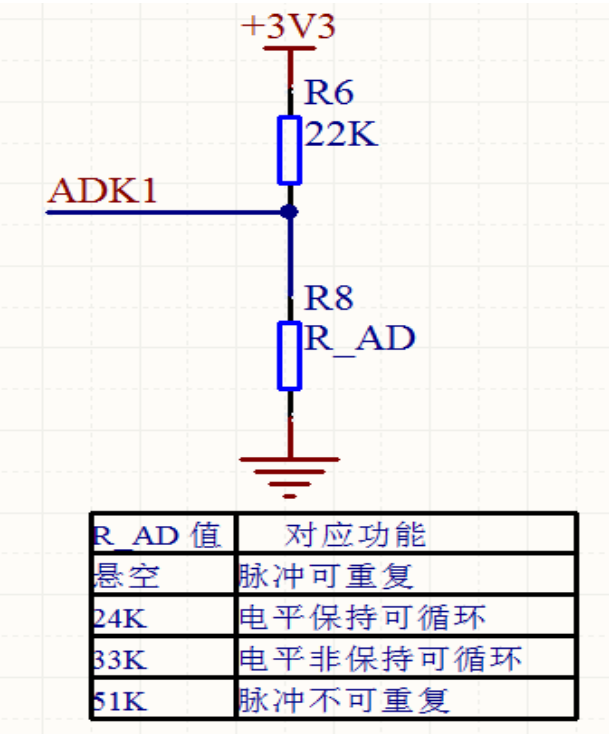 +3V3
R6
22K
ADK1
R8
R_AD
R_AD 值 对应功能
悬空 脉冲可重复
24K 电平保持可循环
33K 电平非保持可循环
51K 脉冲不可重复